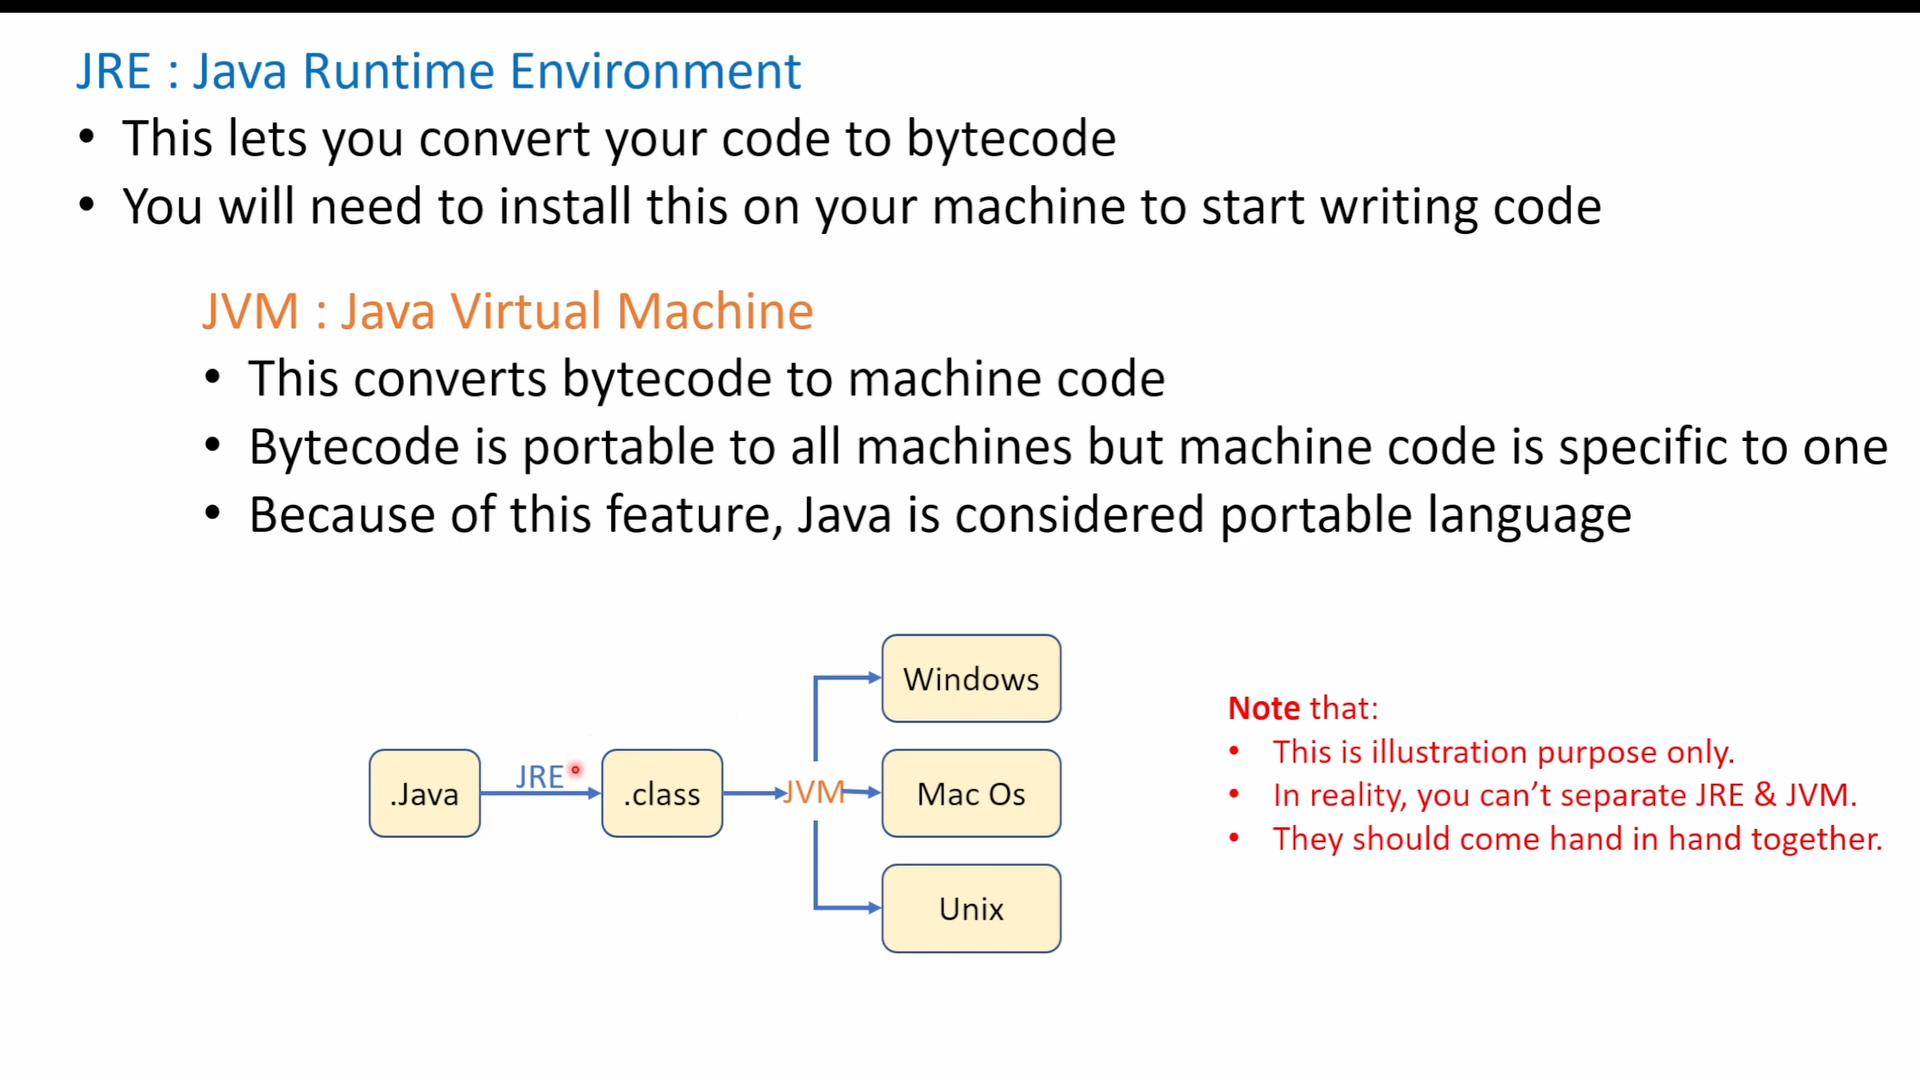 JRE : Java Runtime Environment
• This lets you convert your code to bytecode
• You will need to install this on your machine to start writing code
JVM : Java Virtual Machine
• This converts bytecode to machine code
• Bytecode is portable to all machines but machine code is specific to one
• Because of this feature, Java is considered portable language
.Java
JRE
.class
JVM
Windows
Mac Os
Unix
Note that:
• This is illustration purpose only.
• In reality, you can't separate JRE & JVM.
• They should come hand in hand together.